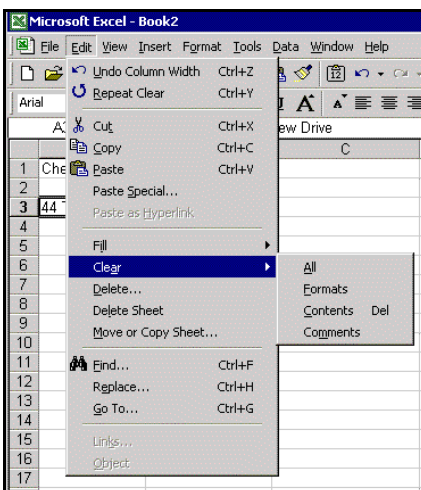 Microsoft Excel - Book2
File Edit View Insert Format Tools Data Window Help
Undo Column Width Ctrl+Z
Repeat Clear Ctrl+Y
Arial
Cut Ctrl+X
ew Drive
Copy Ctrl+C
C
1 Che Paste Ctrl+V
2 Paste Special...
3 44 Paste as Hyperlink
4
5 Fill
6 Clear All
7 Delete... Formats
8 Delete Sheet Contents Del
9 Move or Copy Sheet... Comments
10
11 Find... Ctrl+F
12 Replace... Ctrl+H
13 Go To... Ctrl+G
14
15 Links...
16 Object
17